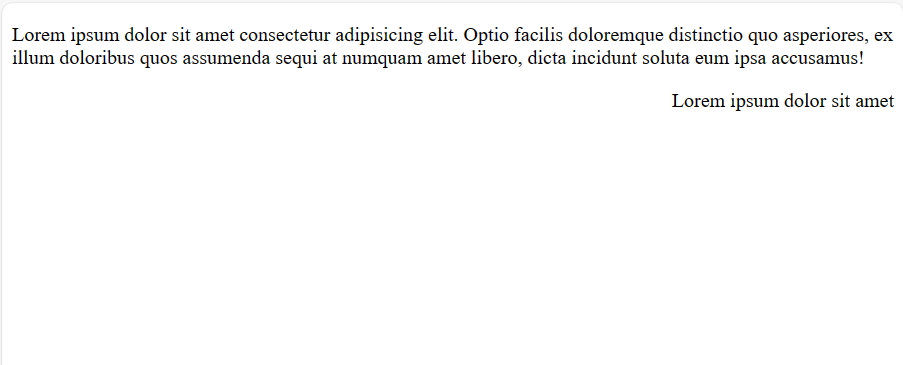 Lorem ipsum dolor sit amet consectetur adipisicing elit. Optio facilis doloremque distinctio quo asperiores, ex
illum doloribus quos assumenda sequi at numquam amet libero, dicta incidunt soluta eum ipsa accusamus!
Lorem ipsum dolor sit amet